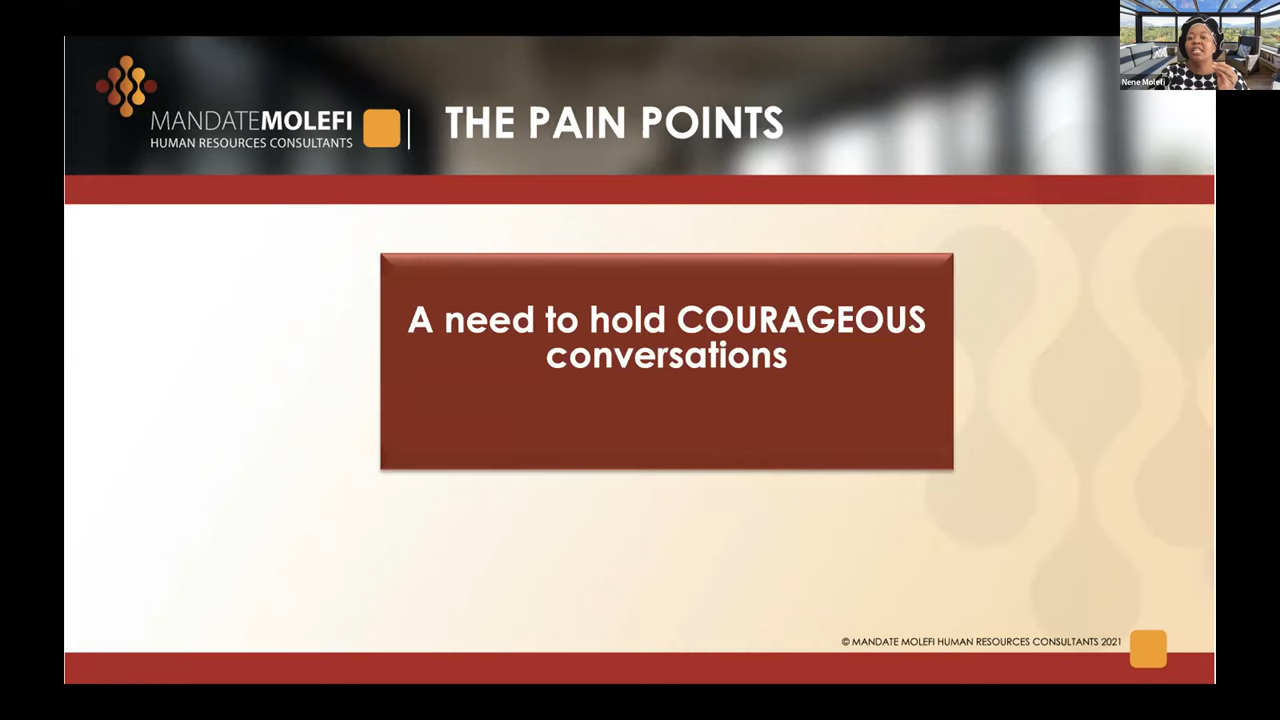 Nene Molefi
MANDATEMOLEFI
HUMAN RESOURCES CONSULTANTS
THE PAIN POINTS
A need to hold COURAGEOUS
conversations
© MANDATE MOLEFI HUMAN RESOURCES CONSULTANTS 2021